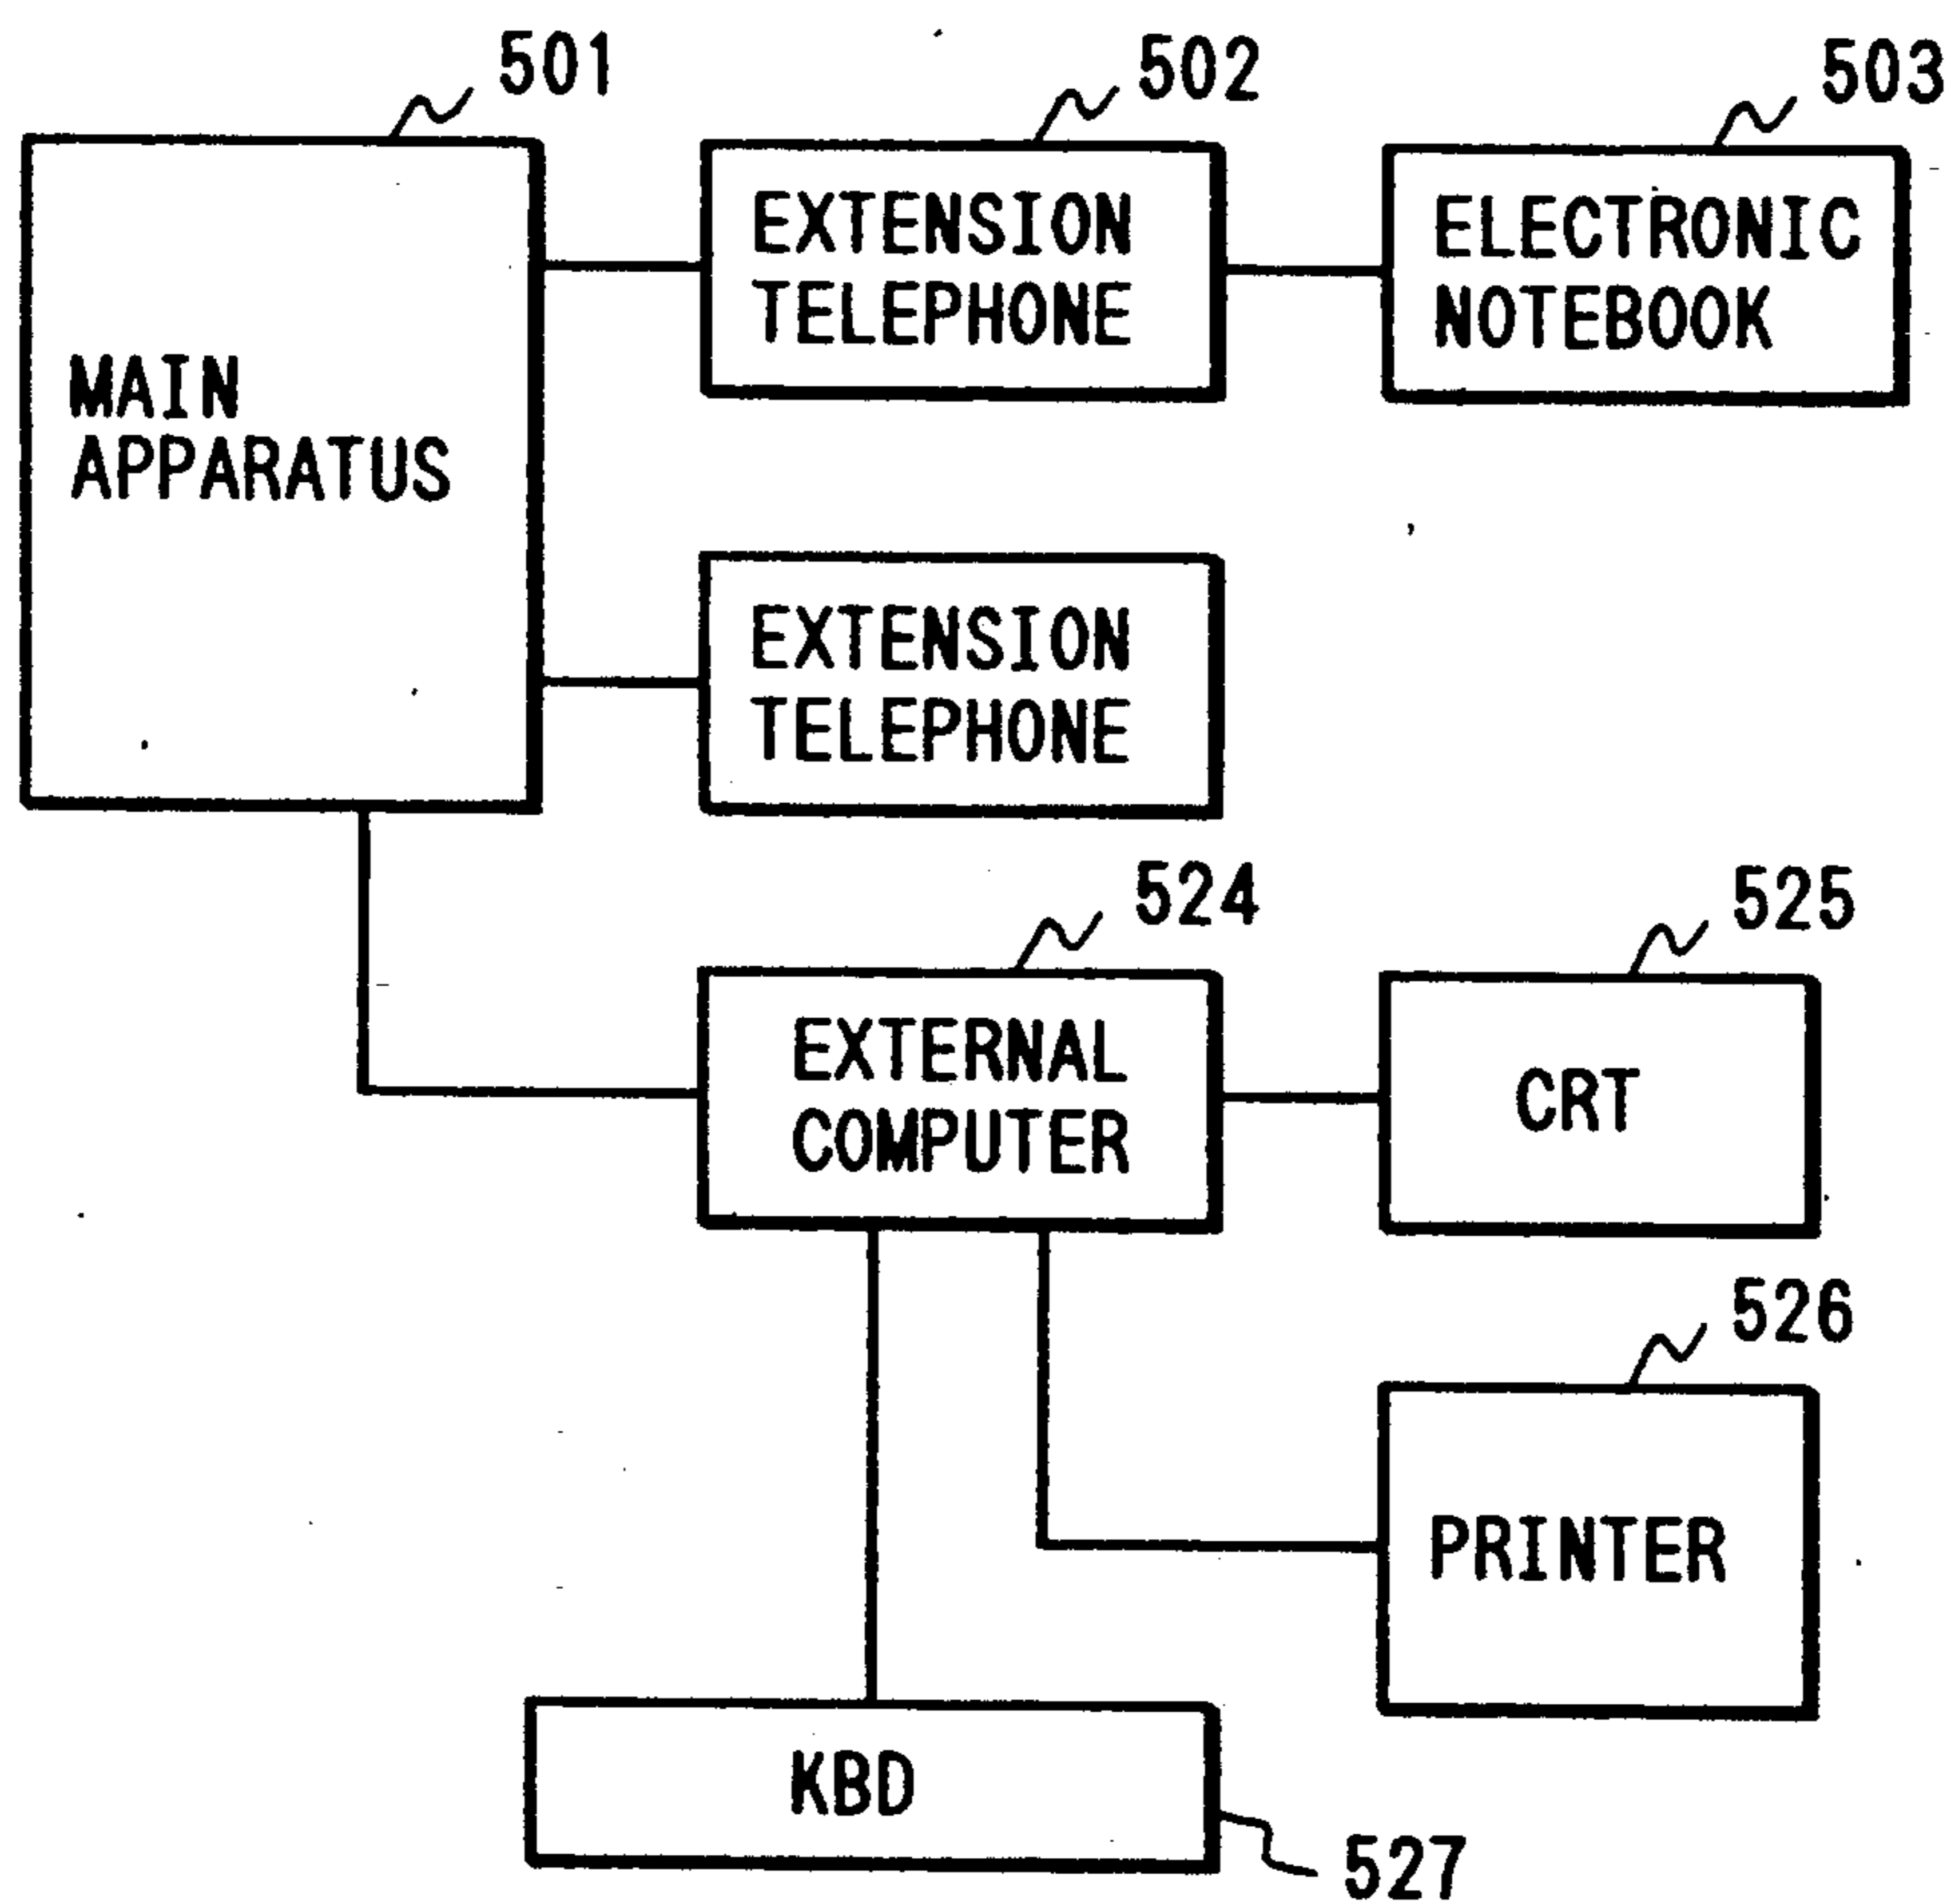 501
502
503
MAIN
APPARATUS
EXTENSION
TELEPHONE
ELECTRONIC
NOTEBOOK
EXTENSION
TELEPHONE
524
525
EXTERNAL
COMPUTER
CRT
526
PRINTER
KBD
527